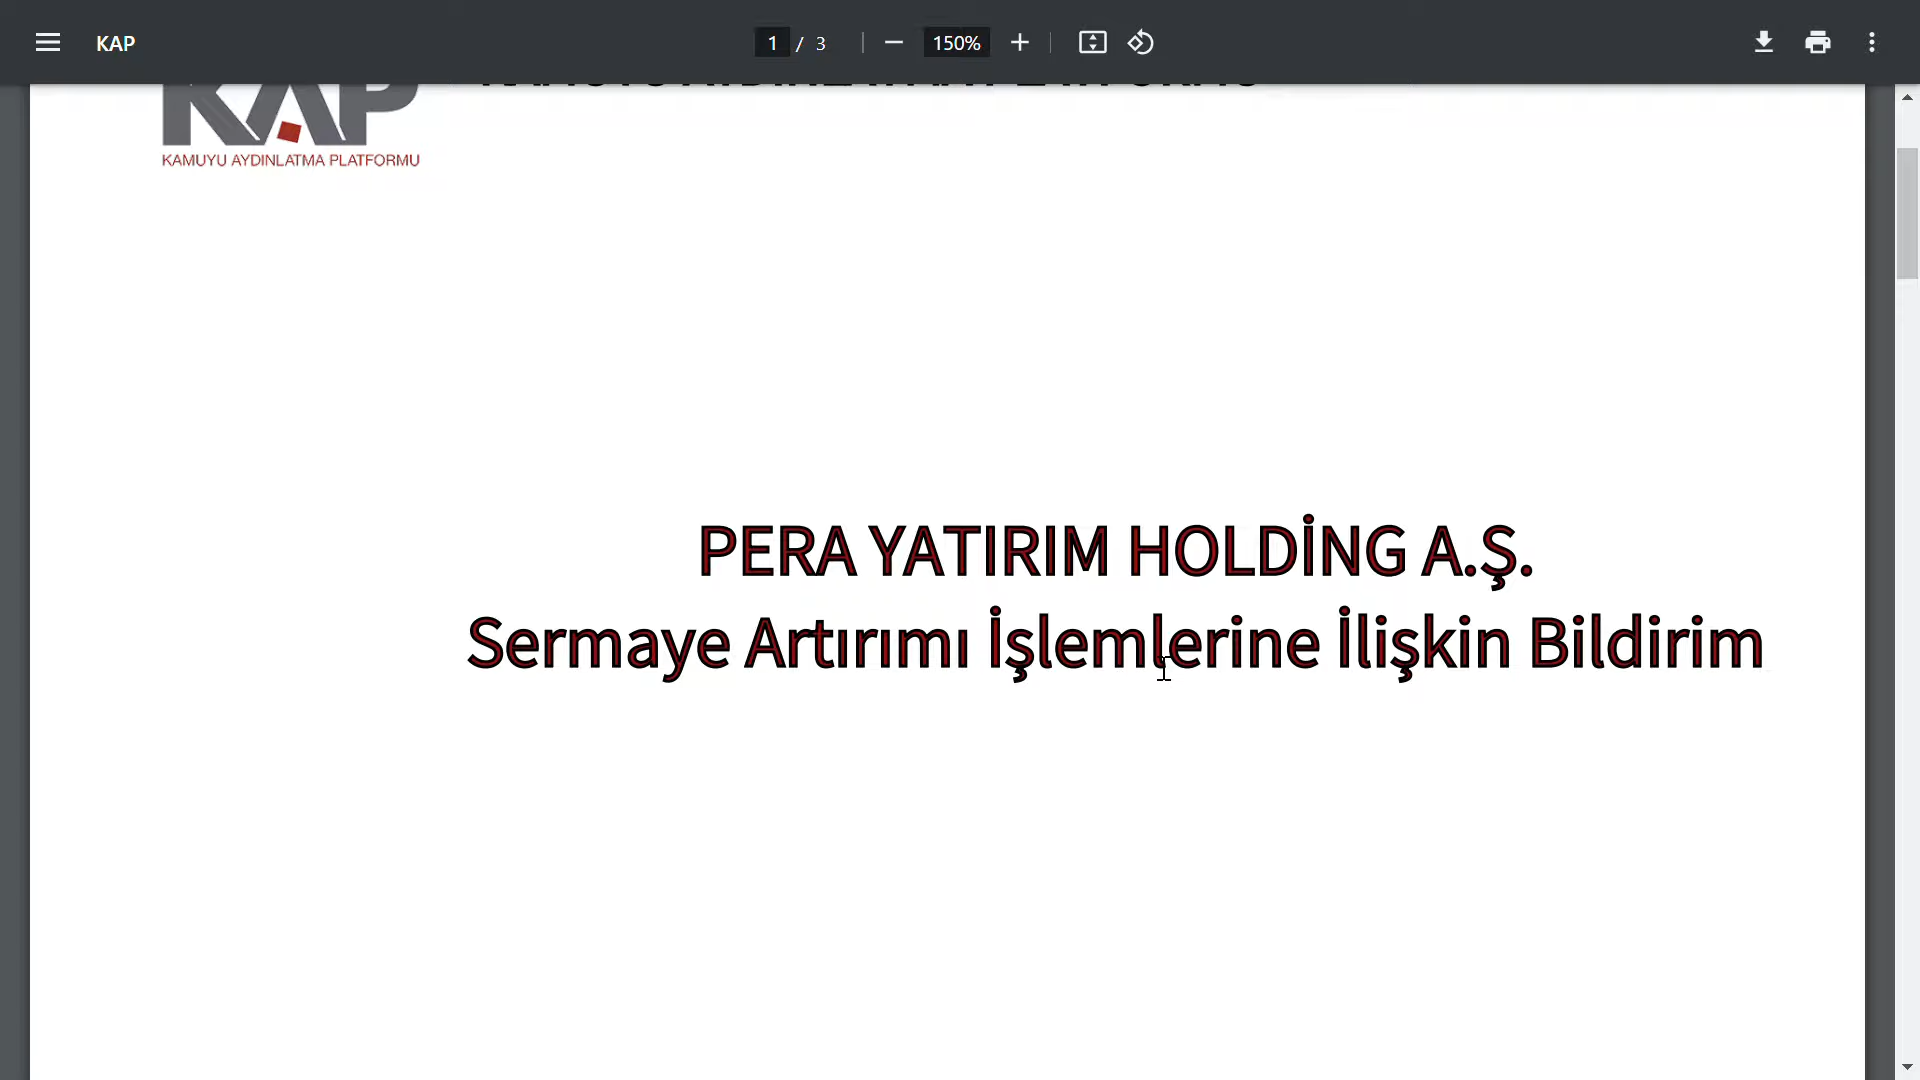 KAP
1 / 3
150%
KAP
KAMUYU AYDINLATMA PLATFORMU
PERA YATIRIM HOLDİNG A.Ş.
Sermaye Artırımı İşlemlerine İlişkin Bildirim